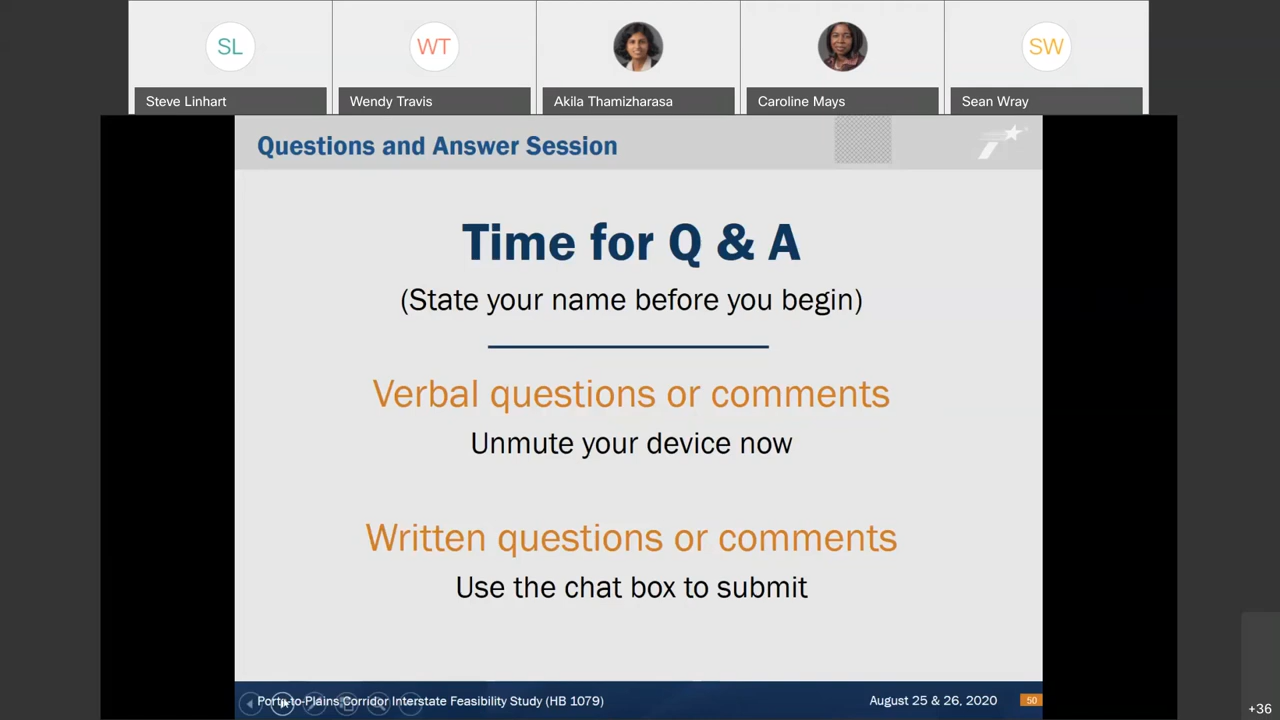 SL
WT
SW
Steve Linhart
Wendy Travis
Akila Thamizharasa
Caroline Mays
Sean Wray
Questions and Answer Session
Time for Q & A
(State your name before you begin)
Verbal questions or comments
Unmute your device now
Written questions or comments
Use the chat box to submit
Ports-to-Plains Corridor Interstate Feasibility Study (HB 1079)
August 25 & 26, 2020
50
+36